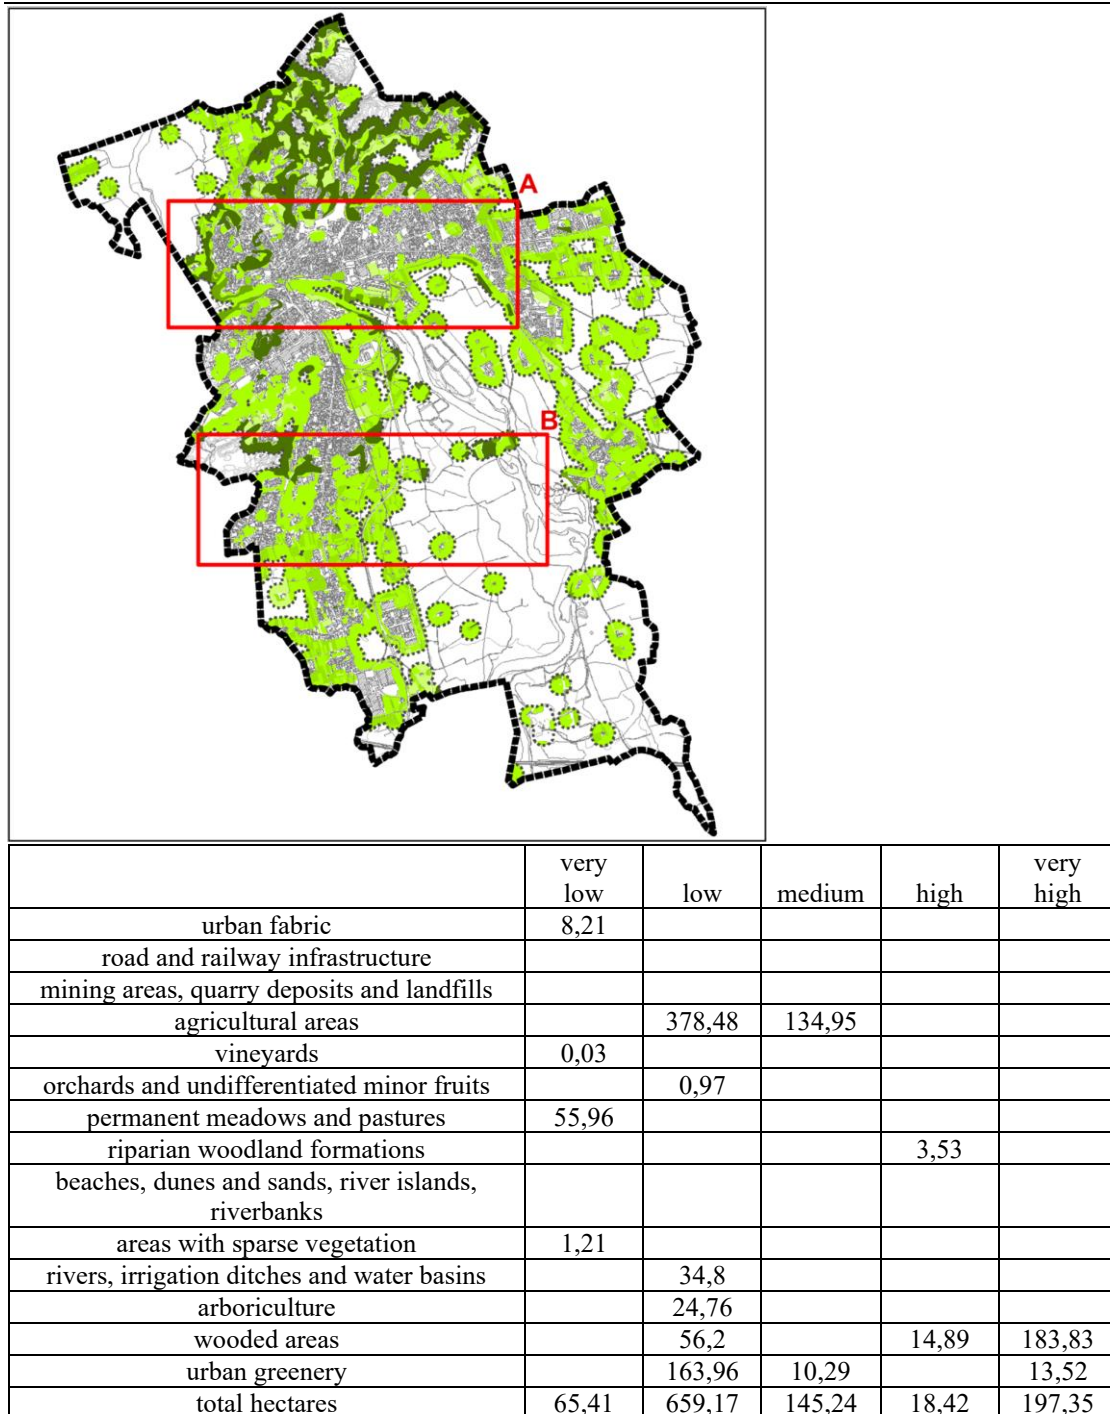 A
B
very low low medium high very high
urban fabric 8,21
road and railway infrastructure
mining areas, quarry deposits and landfills
agricultural areas 378,48 134,95
vineyards 0,03
orchards and undifferentiated minor fruits 0,97
permanent meadows and pastures 55,96
riparian woodland formations 3,53
beaches, dunes and sands, river islands,
riverbanks
areas with sparse vegetation 1,21
rivers, irrigation ditches and water basins 34,8
arboriculture 24,76
wooded areas 56,2 14,89 183,83
urban greenery 163,96 10,29 13,52
total hectares 65,41 659,17 145,24 18,42 197,35